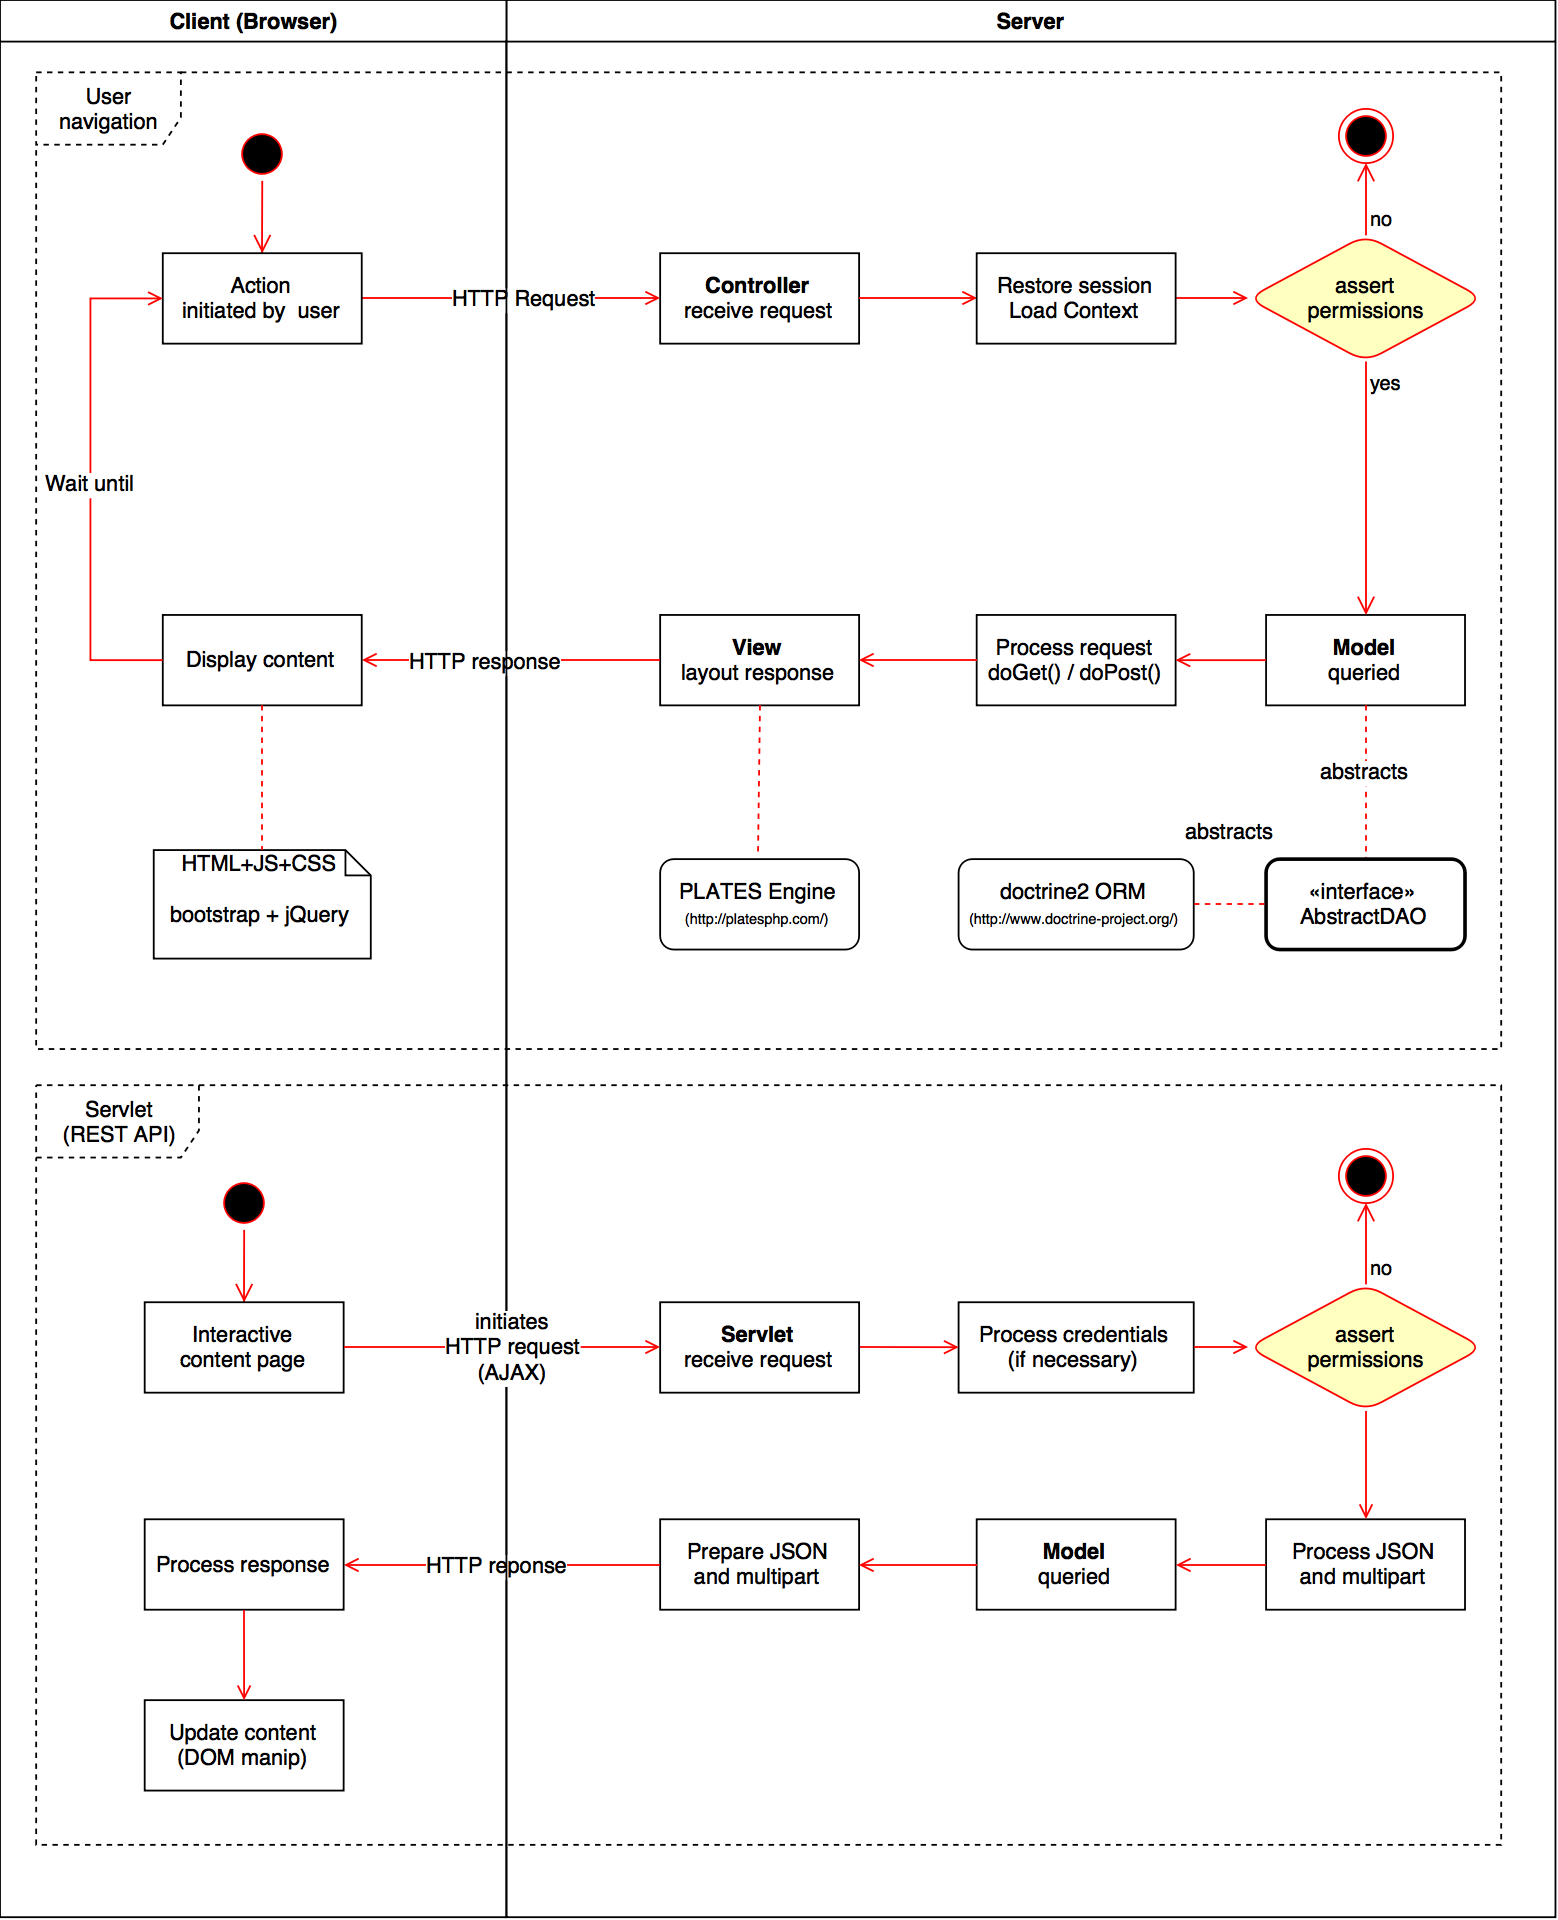 Client (Browser)
Server
User
navigation
no
Action
initiated by  user
HTTP Request
Controller
receive request
Restore session
Load Context
assert
permissions
yes
Wait until
Display content
HTTP response
View
layout response
Process request
doGet() / doPost()
Model
queried
abstracts
abstracts
HTML+JS+CSS
bootstrap + jQuery
PLATES Engine
(http://platesphp.com/)
doctrine2 ORM
(http://www.doctrine-project.org/)
«interface»
AbstractDAO
Servlet
(REST API)
no
Interactive
content page
initiates
HTTP request
(AJAX)
Servlet
receive request
Process credentials
(if necessary)
assert
permissions
Process response
HTTP reponse
Prepare JSON
and multipart
Model
queried
Process JSON
and multipart
Update content
(DOM manip)